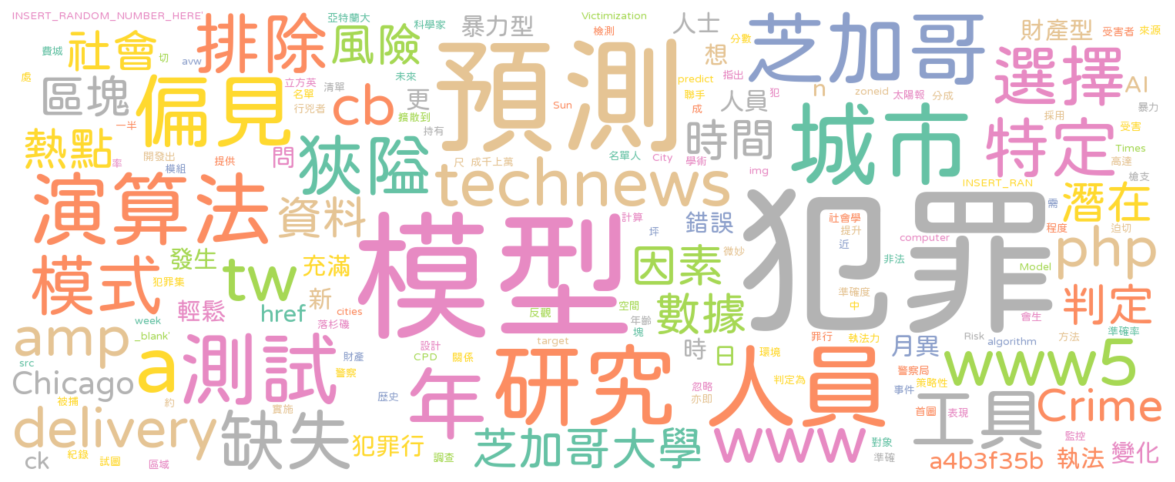 INSERT_RANDOM_NUMBER_HERE'
亞特蘭大
科學家
暴力型
Victimization
檢測
人士
分數
財產型
受害者
來源
費城
社會
切
avw
排除
風險
預測
想
指出
芝加哥
選擇
AI
處
區塊
偏見
立方英
名單
行兇者
清單
未來
cb
更
擴散到
持有
Sun
predict
聯手
成
犯
人員
n
zoneid
太陽報
分成
採用
暴力
受害
熱點
一半
率
開發出
模組
提供
問
狹隘
尺
成千上萬
名單人
City
學術
時間
img
城市
特定
Times
高達
槍支
演算法
資料
technews
INSERT_RAN
潛在
需
程度
迫切
模式
發生
犯罪集
tw
充滿
輕鬆
新
模型
計算
坪
錯誤
因素
微妙
犯罪
社會學
提升
近
computer
非法
Model
php
amp
week
_blank'
href
落杉磯
cities
反觀
空間
年齡
塊
數據
準確度
中
會生
判定
準確率
src
Chicago
a
測試
設計
CPD
關係
財產
警察
target
時
日
環境
罪行
執法力
月異
Risk
algorithm
方法
www5
被捕
年
研究
忽略
亦即
判定為
人員
警察局
策略性
事件
delivery
約
實施
歷史
首圖
表現
工具
Crime
ck
紀錄
試圖
區域
缺失
犯罪行
調查
芝加哥大學
www
對象
準確
監控
a4b3f35b
執法
變化